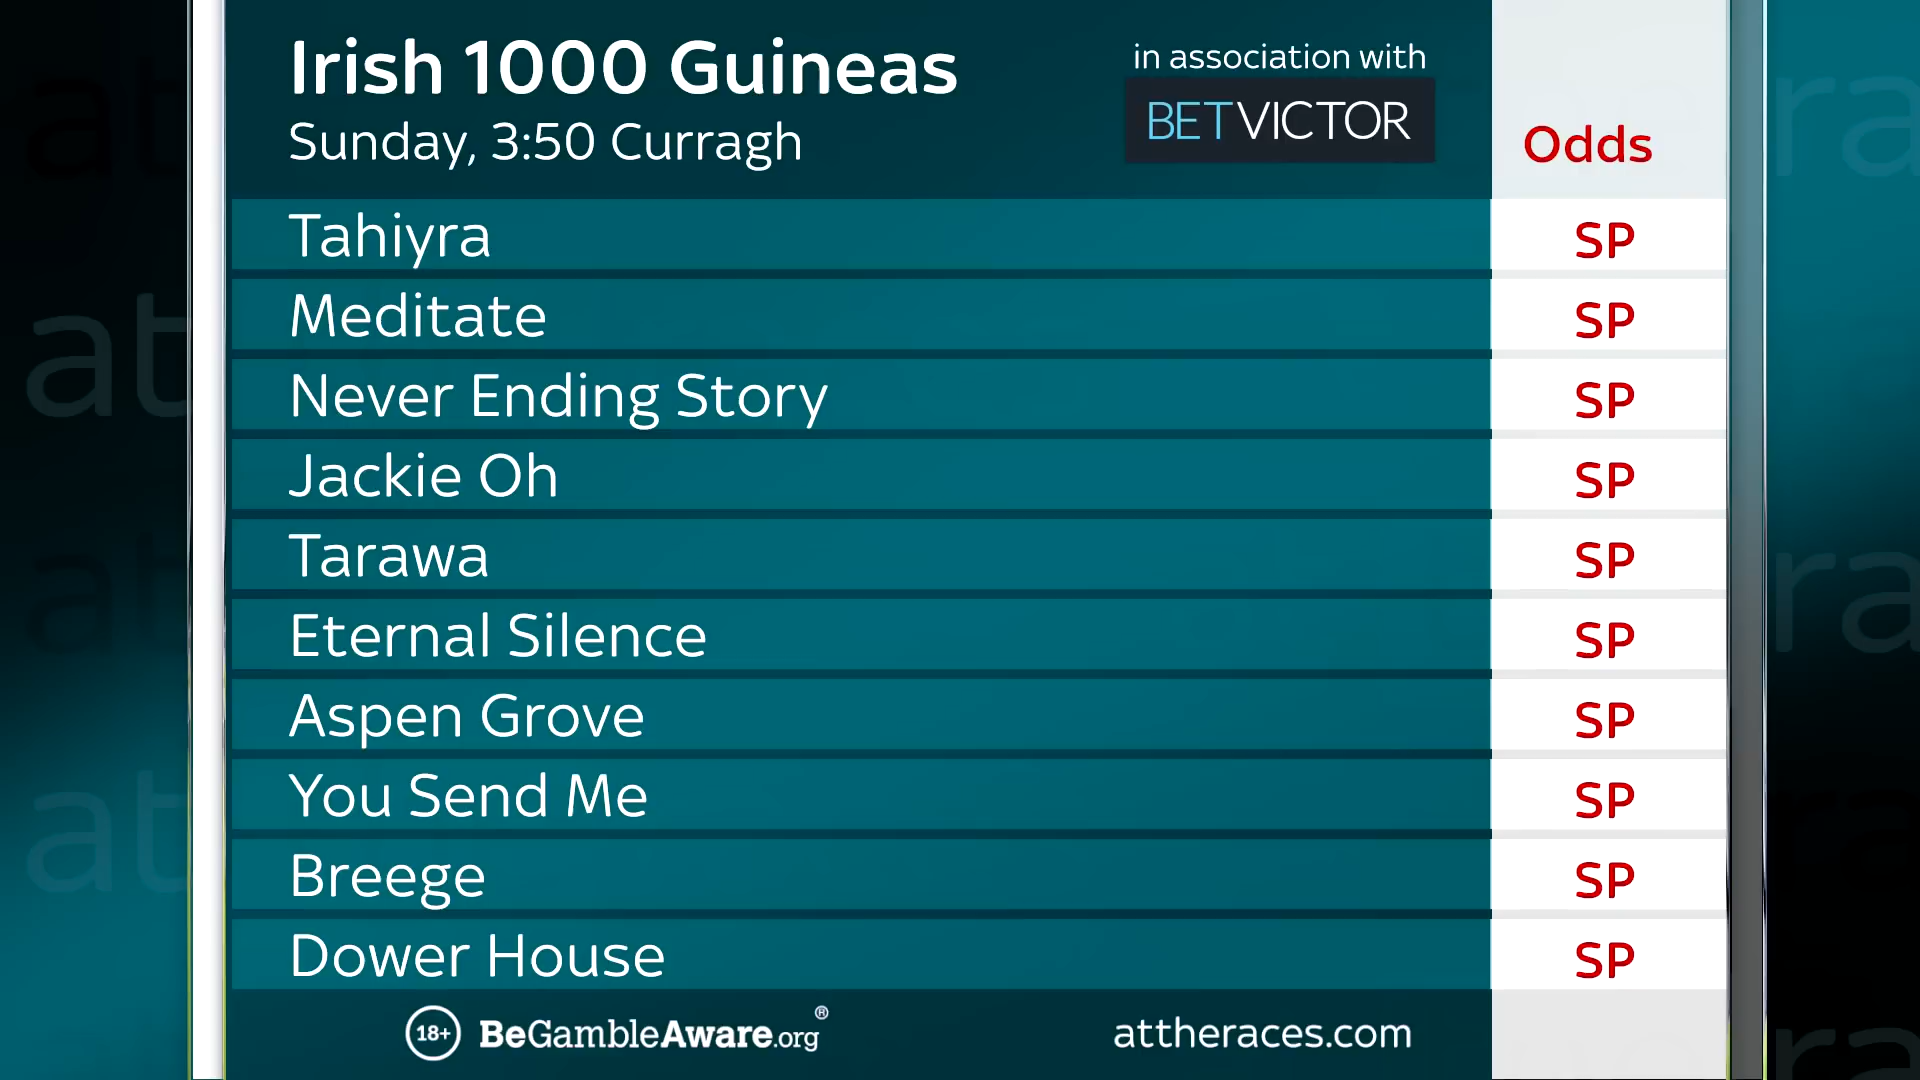 Irish 1000 Guineas
in association with
BETVICTOR
Sunday, 3:50 Curragh
Odds
Tahiyra SP
Meditate SP
Never Ending Story SP
Jackie Oh SP
Tarawa SP
Eternal Silence SP
Aspen Grove SP
You Send Me SP
Breege SP
Dower House SP
18+ BeGambleAware.org® attheraces.com